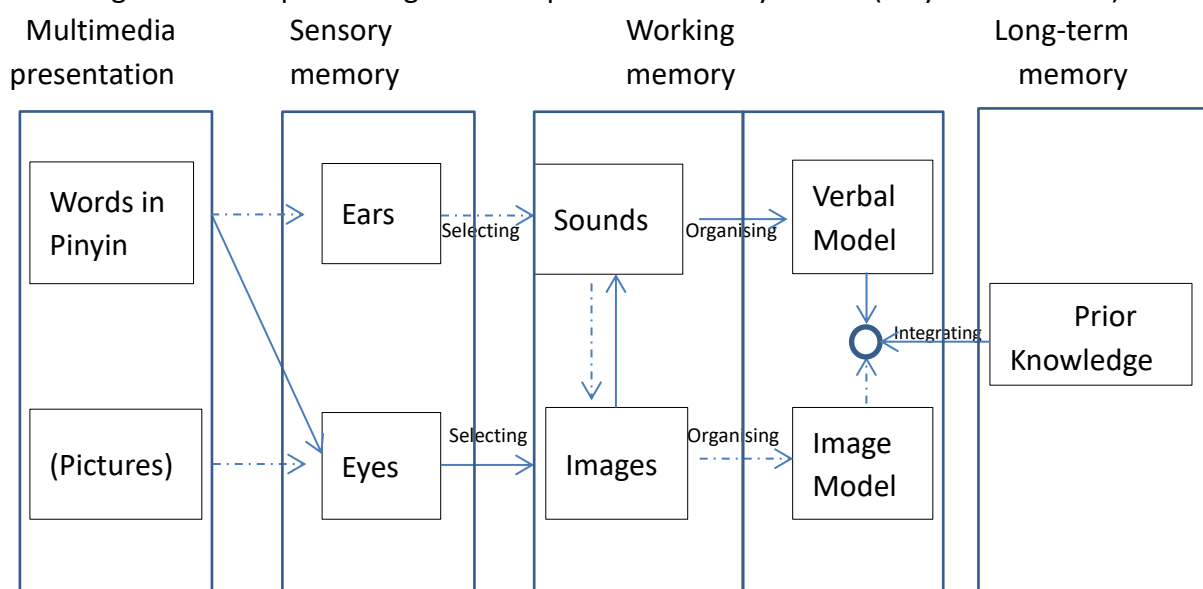 Multimedia
presentation
Sensory
memory
Working
memory
Long-term
memory
Words in
Pinyin
Ears
Selecting
Sounds
Organising
Verbal
Model
Integrating
Prior
Knowledge
(Pictures)
Eyes
Selecting
Images
Organising
Image
Model